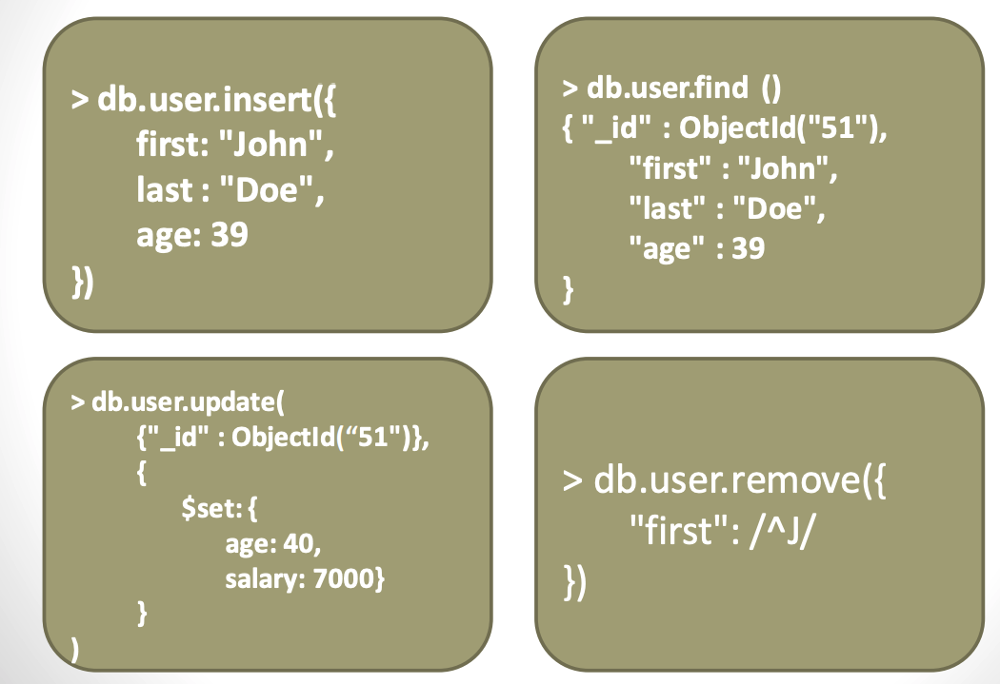 > db.user.insert({
first: "John",
last : "Doe",
age: 39
})
> db.user.find ()
{ "_id" : ObjectId("51"),
"first" : "John",
"last" : "Doe",
"age" : 39
}
> db.user.update(
{"_id" : ObjectId(“51")},
{
$set: {
age: 40,
salary: 7000}
}
)
> db.user.remove({
"first": /^J/
})